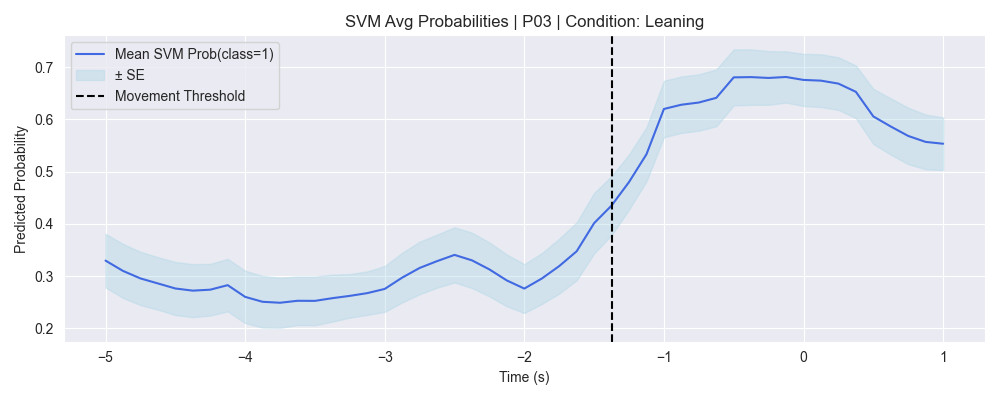 SVM Avg Probabilities | P03 | Condition: Leaning
Mean SVM Prob(class=1)
± SE
Movement Threshold
Predicted Probability
0.7
0.6
0.5
0.4
0.3
0.2
−5 −4 −3 −2 −1 0 1
Time (s)